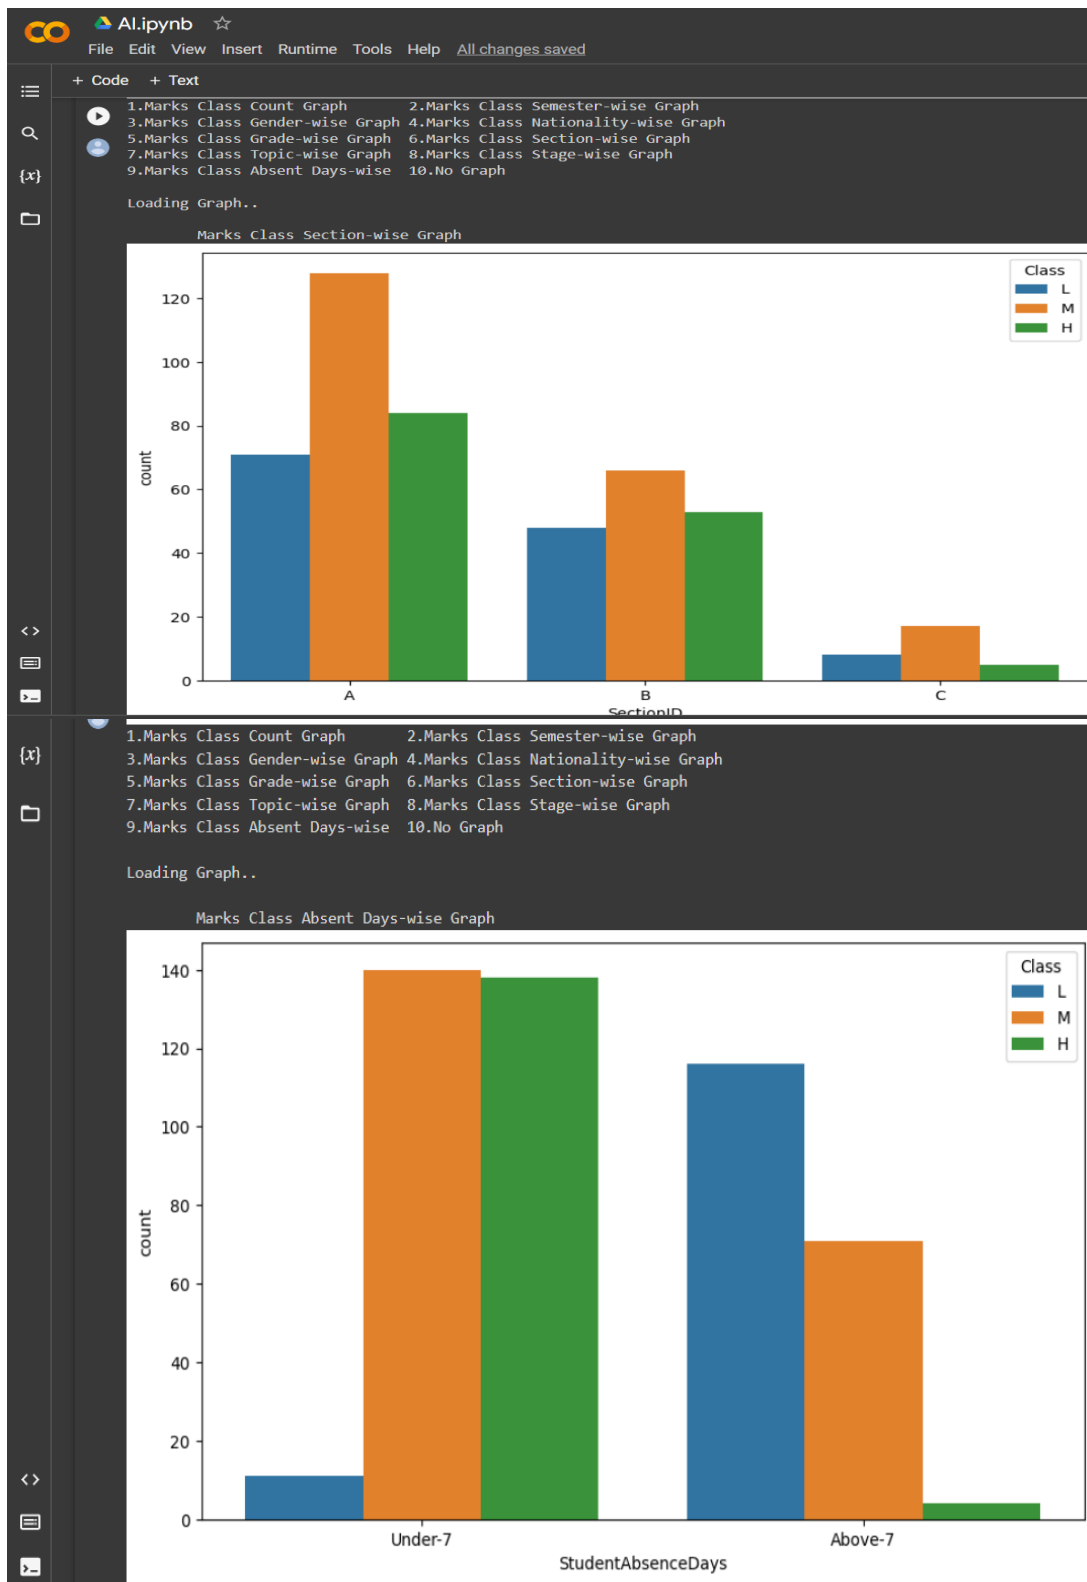 AI.ipynb
File Edit View Insert Runtime Tools Help All changes saved
+ Code + Text
1.Marks Class Count Graph 2.Marks Class Semester-wise Graph
3.Marks Class Gender-wise Graph 4.Marks Class Nationality-wise Graph
5.Marks Class Grade-wise Graph 6.Marks Class Section-wise Graph
7.Marks Class Topic-wise Graph 8.Marks Class Stage-wise Graph
9.Marks Class Absent Days-wise 10.No Graph
{x}
Loading Graph..
Marks Class Section-wise Graph
Class
L
M
H
120
100
80
60
40
20
0
count
A B C
SectionID
{x}
1.Marks Class Count Graph 2.Marks Class Semester-wise Graph
3.Marks Class Gender-wise Graph 4.Marks Class Nationality-wise Graph
5.Marks Class Grade-wise Graph 6.Marks Class Section-wise Graph
7.Marks Class Topic-wise Graph 8.Marks Class Stage-wise Graph
9.Marks Class Absent Days-wise 10.No Graph
Loading Graph..
Marks Class Absent Days-wise Graph
Class
L
M
H
140
120
100
80
60
40
20
0
count
Under-7 Above-7
StudentAbsenceDays